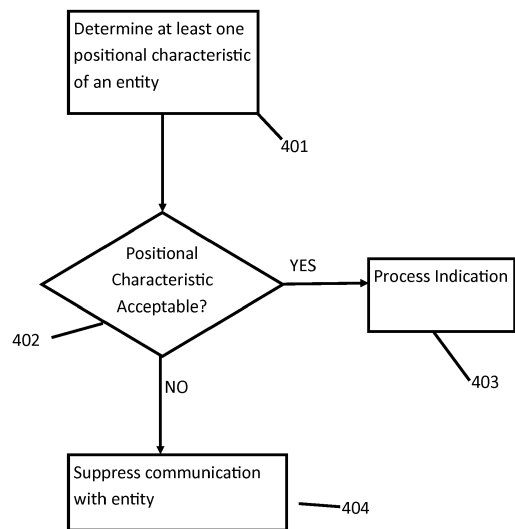 Determine at least one
positional characteristic
of an entity
401
Positional
Characteristic
Acceptable?
YES
Process Indication
402
403
NO
Suppress communication
with entity
404